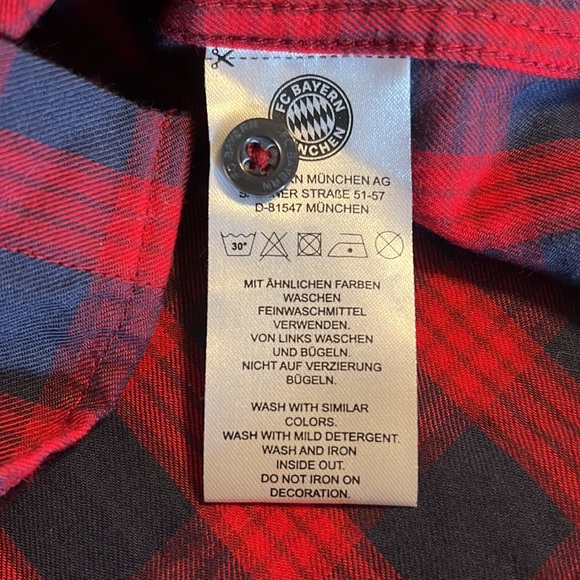 FC BAYERN
MÜNCHEN
BAYERN
MÜNCHEN AG
STRAßE 51-57
D-81547 MÜNCHEN
30°
MIT ÄHNLICHEN FARBEN
WASCHEN
FEINWASCHMITTEL
VERWENDEN.
VON LINKS WASCHEN
UND BÜGELN.
NICHT AUF VERZIERUNG
BÜGELN.
WASH WITH SIMILAR
COLORS.
WASH WITH MILD DETERGENT.
WASH AND IRON
INSIDE OUT.
DO NOT IRON ON
DECORATION.